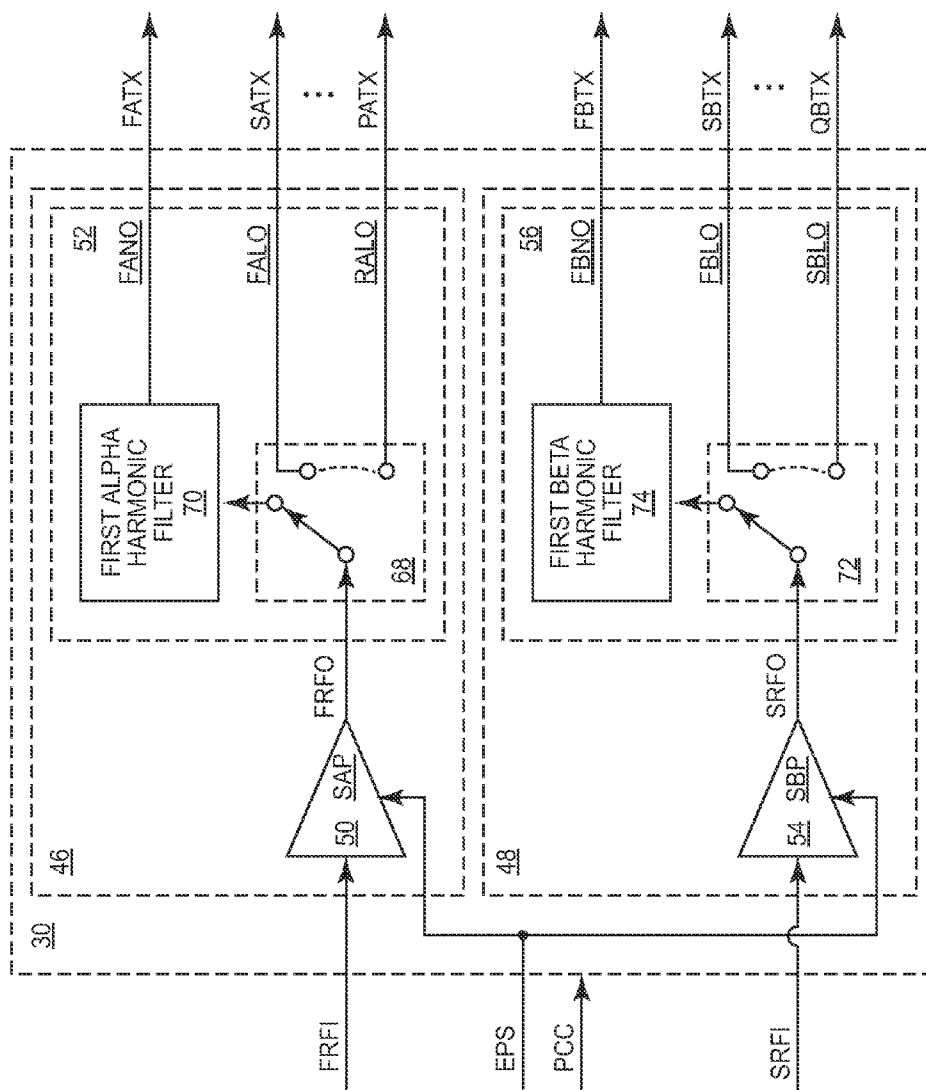 FATX
SATX
...
PATX
FBTX
SBTX
...
QBTX
30
46
52
FIRST ALPHA
HARMONIC
FILTER
70
FANO
FALO
RALO
68
FRFO
SAP
50
48
56
FIRST BETA
HARMONIC
FILTER
74
FBNO
FBLO
SBLO
72
SRFO
SBP
54
FRFI
EPS
PCC
SRFI